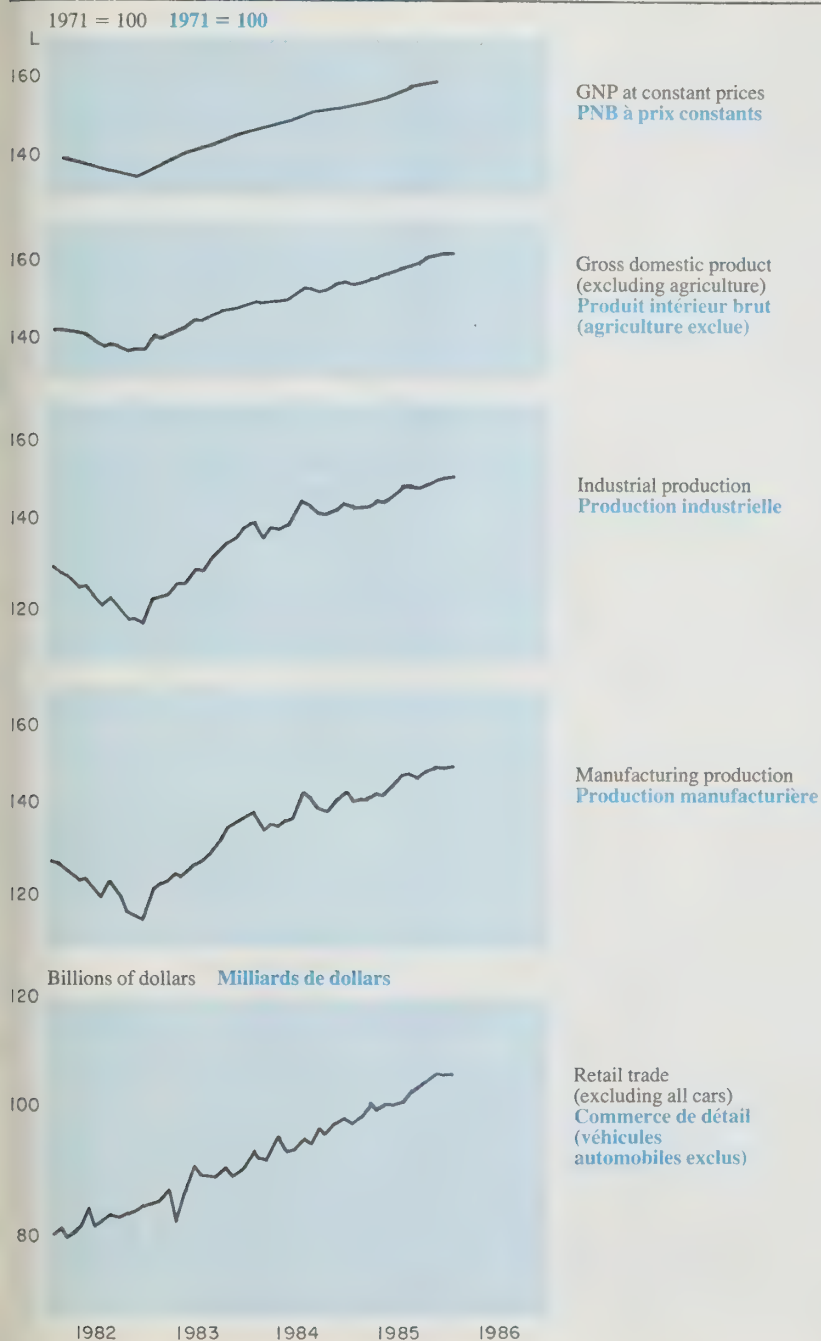 1971 = 100 1971 = 100
L
160
140
GNP at constant prices
PNB à prix constants
160
140
Gross domestic product
(excluding agriculture)
Produit intérieur brut
(agriculture exclue)
160
140
120
Industrial production
Production industrielle
160
140
120
Manufacturing production
Production manufacturière
Billions of dollars Milliards de dollars
120
100
80
Retail trade
(excluding all cars)
Commerce de détail
(véhicules
automobiles exclus)
1982 1983 1984 1985 1986